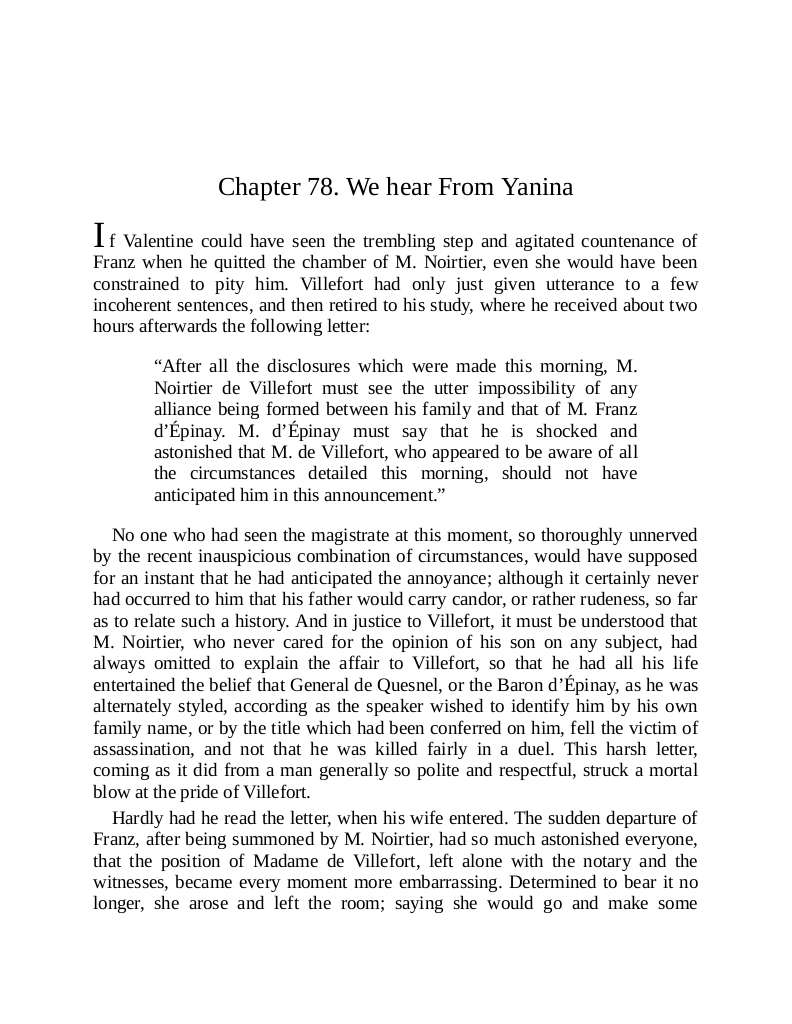 Chapter 78. We hear From Yanina
If Valentine could have seen the trembling step and agitated countenance of
Franz when he quitted the chamber of M. Noirtier, even she would have been
constrained to pity him. Villefort had only just given utterance to a few
incoherent sentences, and then retired to his study, where he received about two
hours afterwards the following letter:
“After all the disclosures which were made this morning, M.
Noirtier de Villefort must see the utter impossibility of any
alliance being formed between his family and that of M. Franz
d’Épinay. M. d’Épinay must say that he is shocked and
astonished that M. de Villefort, who appeared to be aware of all
the circumstances detailed this morning, should not have
anticipated him in this announcement.”
No one who had seen the magistrate at this moment, so thoroughly unnerved
by the recent inauspicious combination of circumstances, would have supposed
for an instant that he had anticipated the annoyance; although it certainly never
had occurred to him that his father would carry candor, or rather rudeness, so far
as to relate such a history. And in justice to Villefort, it must be understood that
M. Noirtier, who never cared for the opinion of his son on any subject, had
always omitted to explain the affair to Villefort, so that he had all his life
entertained the belief that General de Quesnel, or the Baron d’Épinay, as he was
alternately styled, according as the speaker wished to identify him by his own
family name, or by the title which had been conferred on him, fell the victim of
assassination, and not that he was killed fairly in a duel. This harsh letter,
coming as it did from a man generally so polite and respectful, struck a mortal
blow at the pride of Villefort.
Hardly had he read the letter, when his wife entered. The sudden departure of
Franz, after being summoned by M. Noirtier, had so much astonished everyone,
that the position of Madame de Villefort, left alone with the notary and the
witnesses, became every moment more embarrassing. Determined to bear it no
longer, she arose and left the room; saying she would go and make some